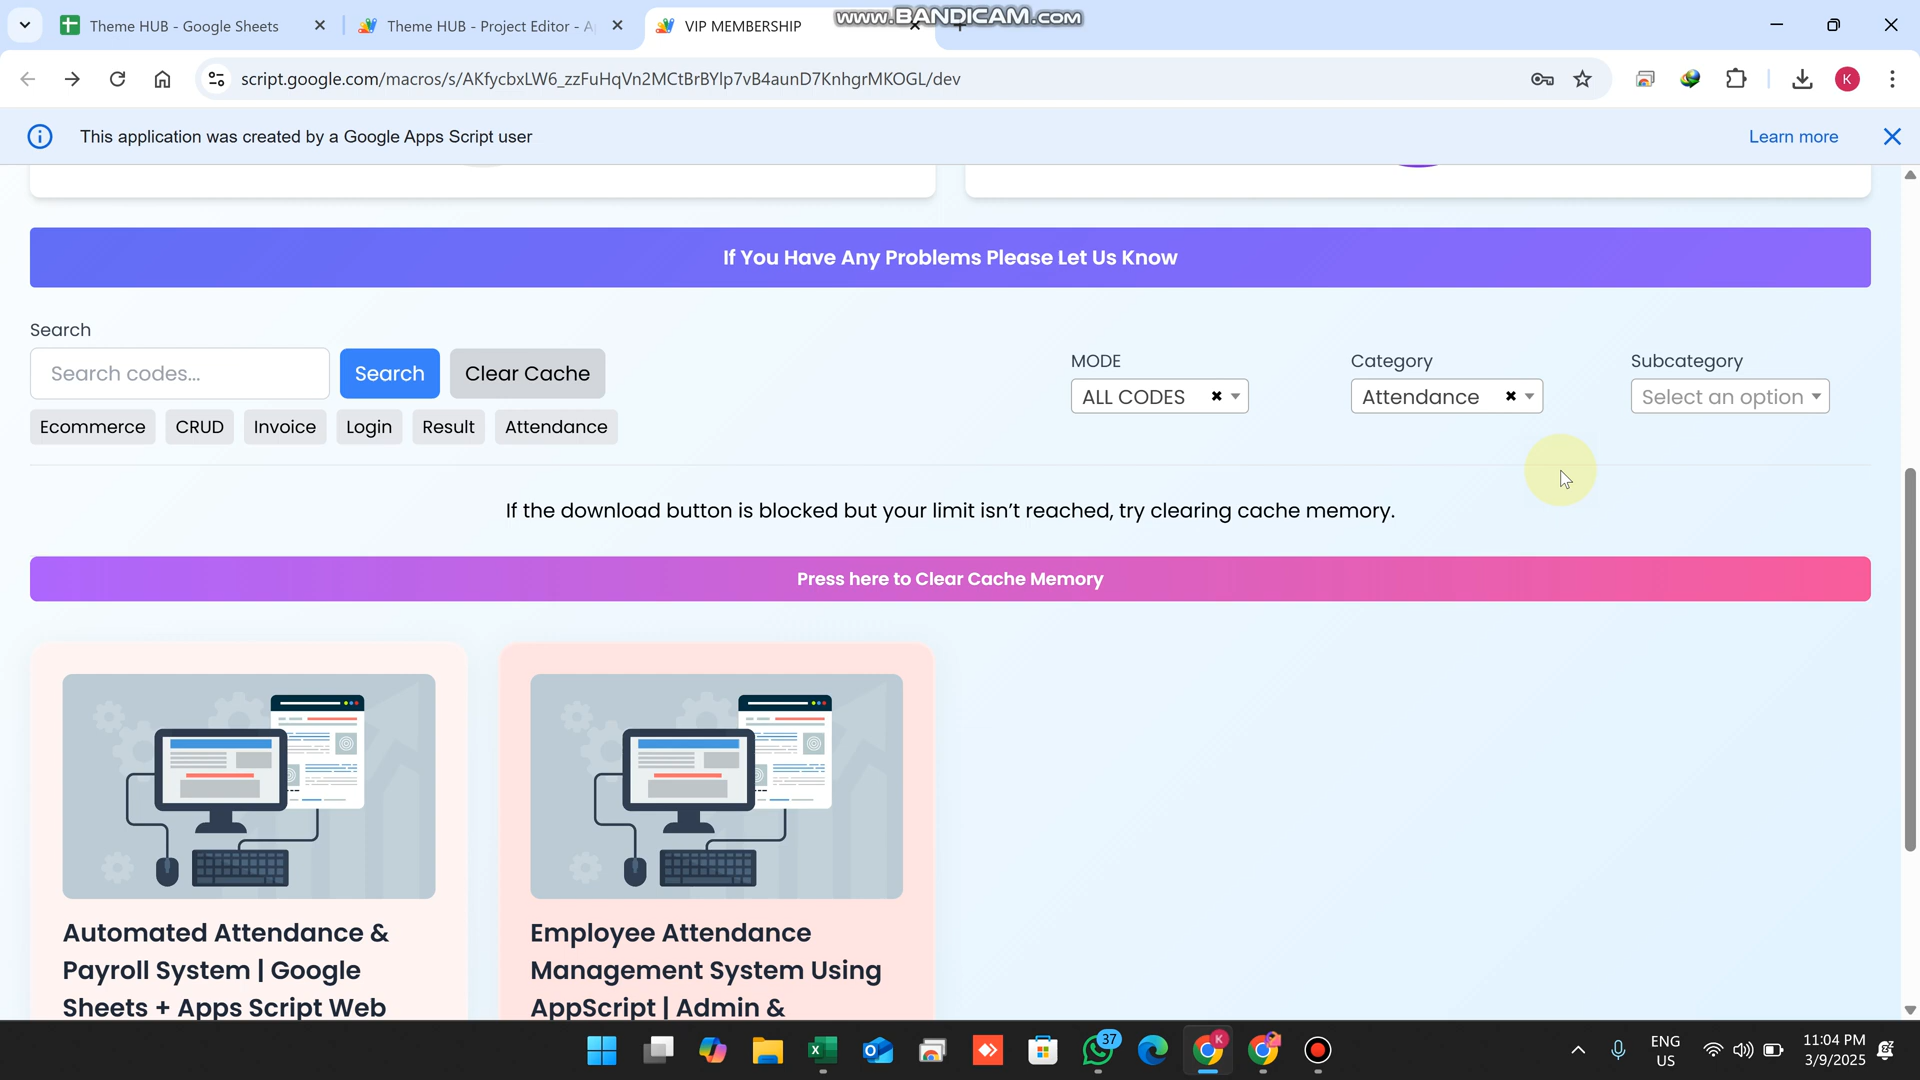 www.BANDICAM.com
Theme HUB - Google Sheets
Theme HUB - Project Editor - A
VIP MEMBERSHIP
script.google.com/macros/s/AKfycbxLW6_zzFuHqVn2MCtBrBYlp7vB4aunD7KnhgrMKOGL/dev
K
This application was created by a Google Apps Script user
Learn more
If You Have Any Problems Please Let Us Know
Search
Search codes...
Search
Clear Cache
MODE
ALL CODES
Category
Attendance
Subcategory
Select an option
Ecommerce
CRUD
Invoice
Login
Result
Attendance
If the download button is blocked but your limit isn't reached, try clearing cache memory.
Press here to Clear Cache Memory
Automated Attendance &
Payroll System | Google
Sheets + Apps Script Web
Employee Attendance
Management System Using
AppScript | Admin &
37
K
ENG
US
11:04 PM
3/9/2025